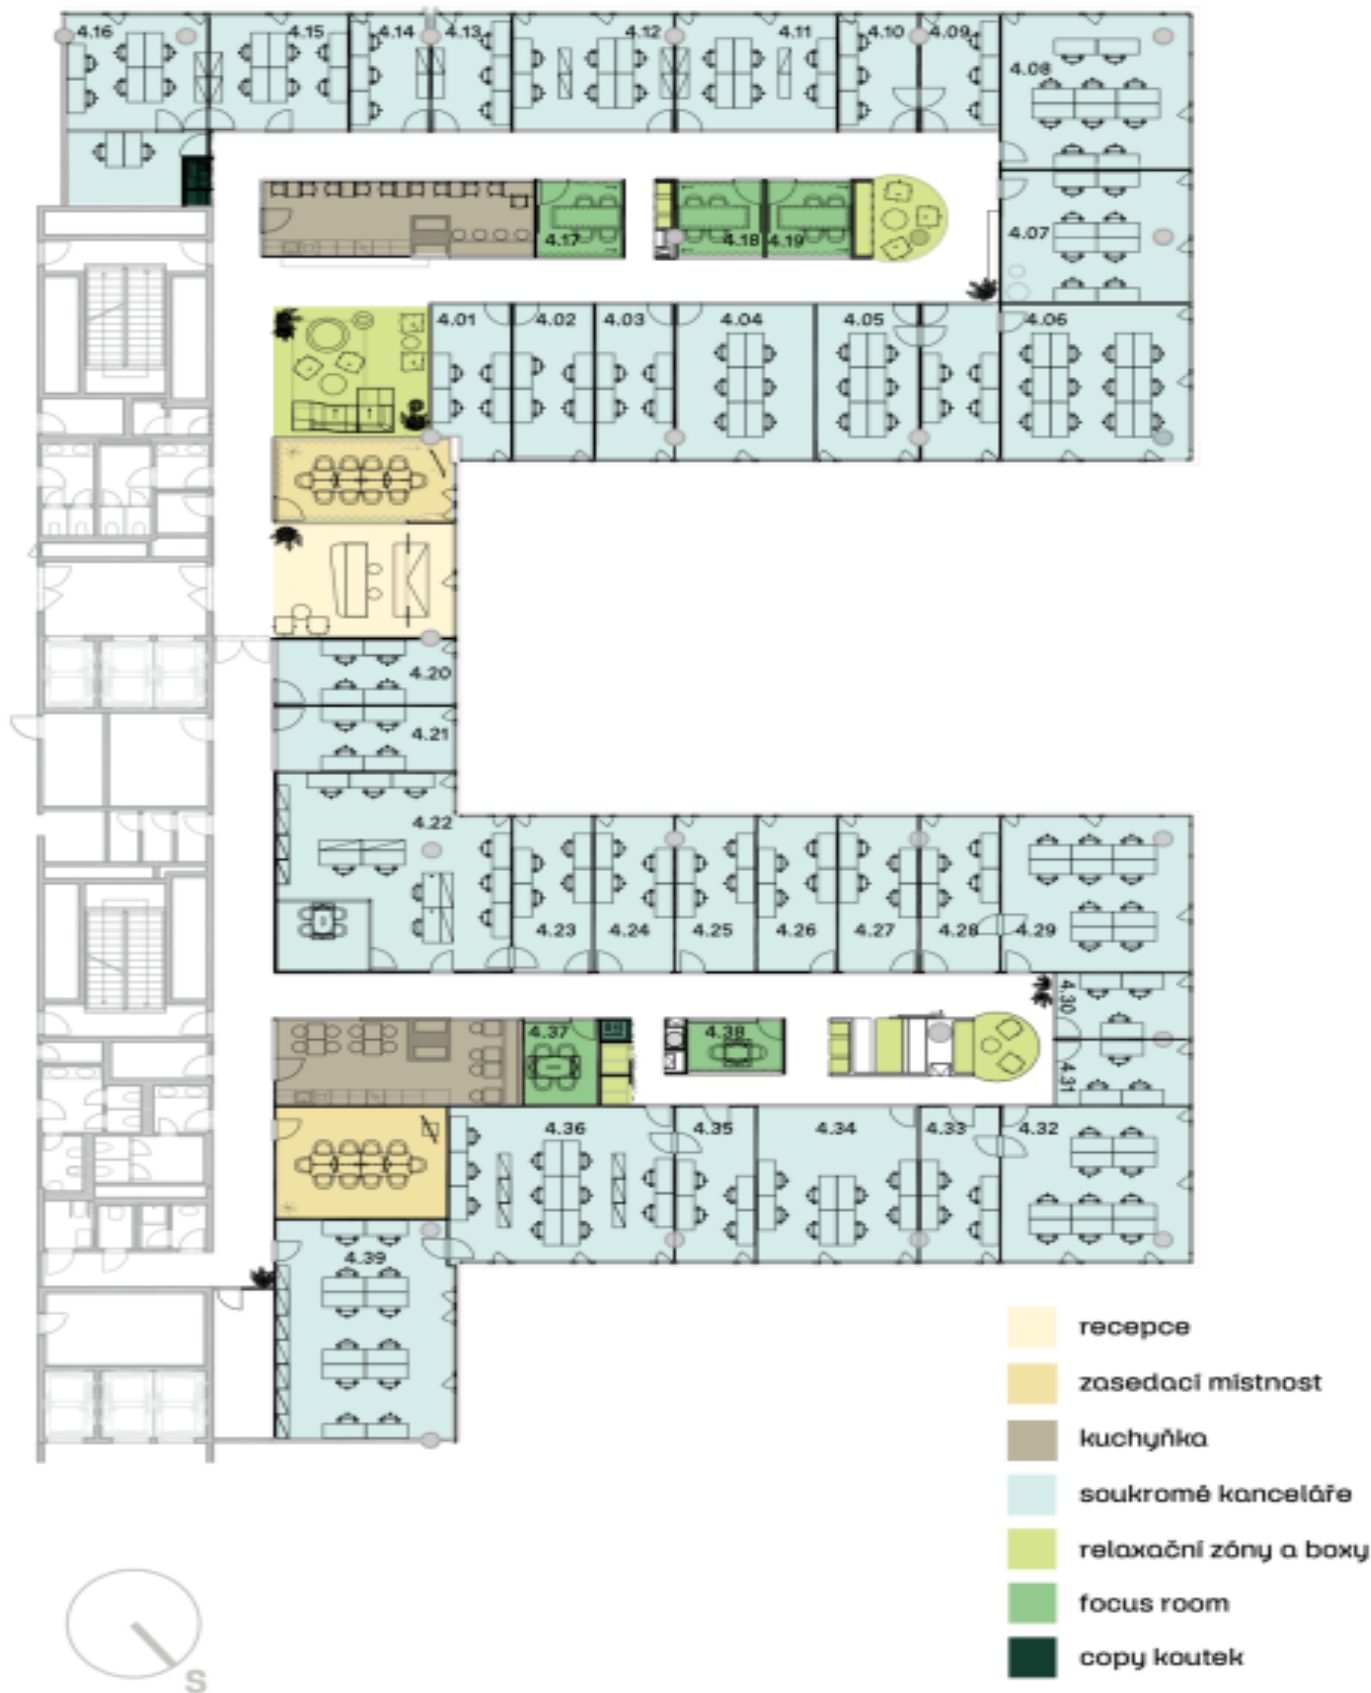 4.16 4.15 4.14 4.13 4.12 4.11 4.10 4.09
4.08
4.07
4.17 4.18 4.19
4.01 4.02 4.03 4.04 4.05 4.06
4.20
4.21
4.22
4.23 4.24 4.25 4.26 4.27 4.28 4.29
4.30
4.37 4.38
4.31
4.36 4.35 4.34 4.33 4.32
4.39
recepce
zasedací místnost
kuchyňka
soukromé kanceláře
relaxační zóny a boxy
focus room
copy koutek
S